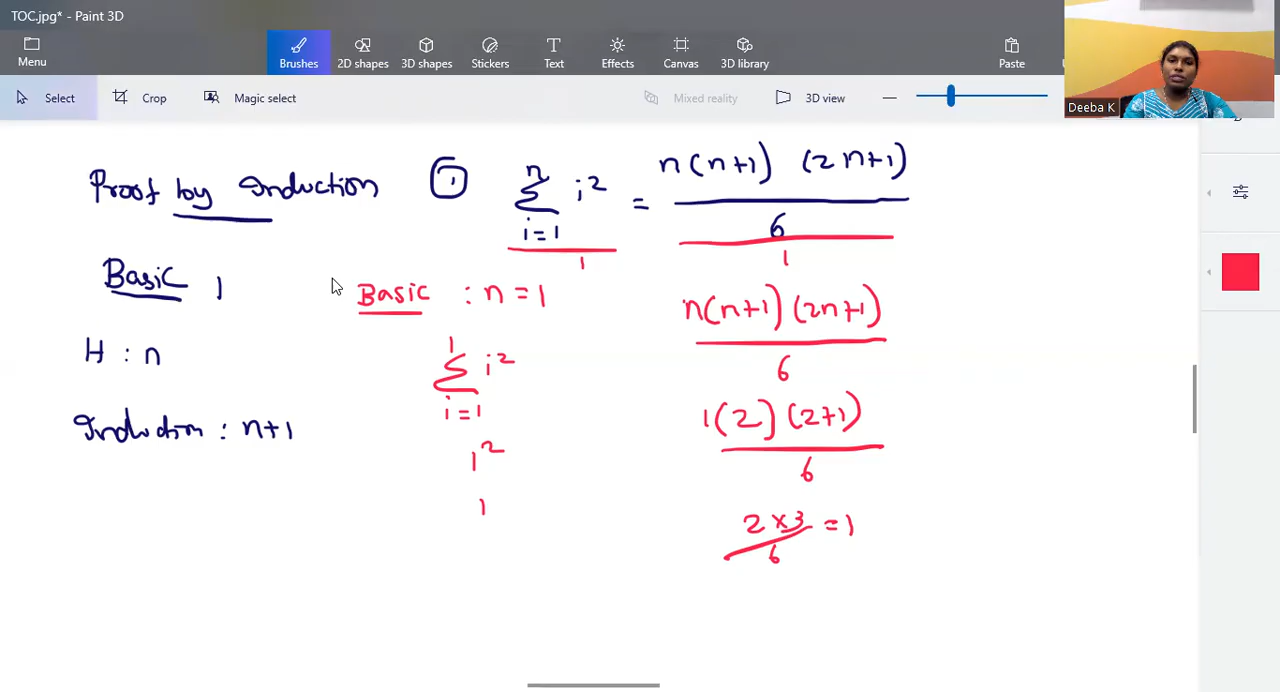 TOC.jpg* - Paint 3D
Menu
Brushes
2D shapes
3D shapes
Stickers
Text
Effects
Canvas
3D library
Paste
Select
Crop
Magic select
Mixed reality
3D view
Deeba K
Proof by Induction ① n Σ i=1 i² = n(n+1) (2n+1) / 6
1 1
Basic 1
Basic : n = 1
n(n+1) (2n+1) / 6
H : n
1 Σ i=1 i²
1(2) (2+1) / 6
Induction : n+1
1²
1
2 × 3 / 6 = 1